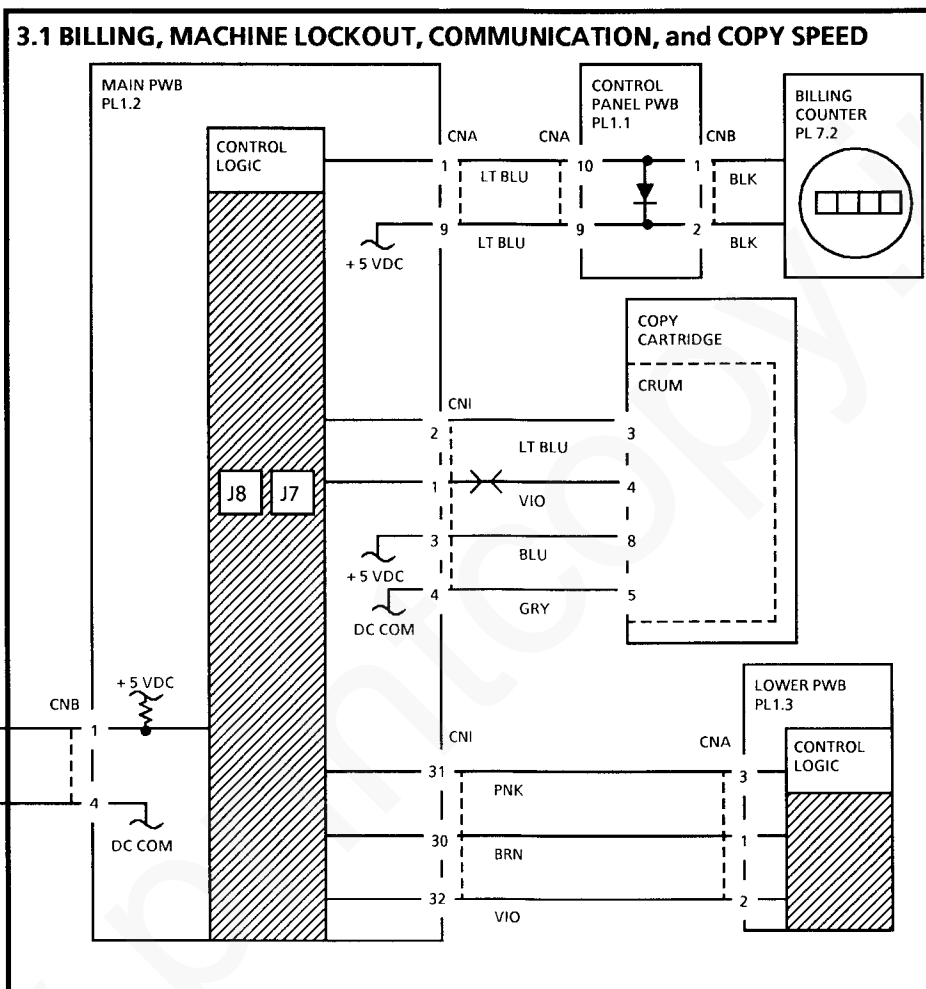 3.1 BILLING, MACHINE LOCKOUT, COMMUNICATION, and COPY SPEED
MAIN PWB
PL1.2
CONTROL
LOGIC
CNA
1
9
+ 5 VDC
LT BLU
LT BLU
CNA
10
9
CONTROL
PANEL PWB
PL1.1
CNB
1
2
BLK
BLK
BILLING
COUNTER
PL 7.2
J8
J7
CNI
2
1
3
4
+ 5 VDC
DC COM
LT BLU
VIO
BLU
GRY
COPY
CARTRIDGE
CRUM
3
4
8
5
CNB
1
4
+ 5 VDC
DC COM
CNI
31
30
32
PNK
BRN
VIO
CNA
3
1
2
LOWER PWB
PL1.3
CONTROL
LOGIC